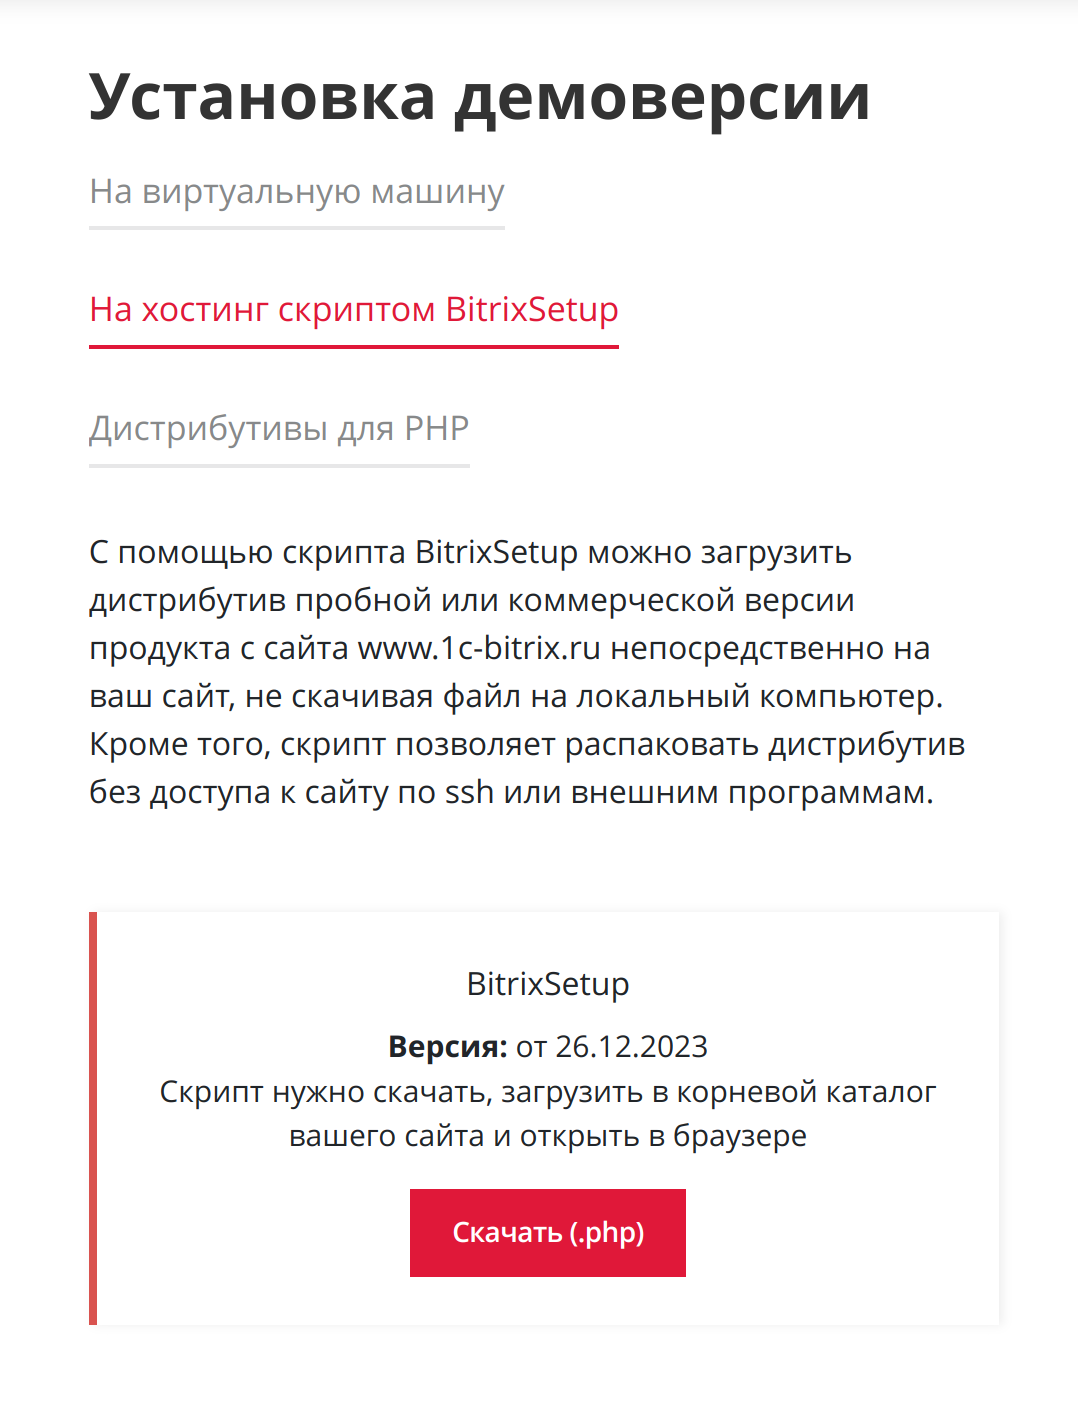 Установка демоверсии
На виртуальную машину
На хостинг скриптом BitrixSetup
Дистрибутивы для PHP
С помощью скрипта BitrixSetup можно загрузить
дистрибутив пробной или коммерческой версии
продукта с сайта www.1c-bitrix.ru непосредственно на
ваш сайт, не скачивая файл на локальный компьютер.
Кроме того, скрипт позволяет распаковать дистрибутив
без доступа к сайту по ssh или внешним программам.
BitrixSetup
Версия: от 26.12.2023
Скрипт нужно скачать, загрузить в корневой каталог
вашего сайта и открыть в браузере
Скачать (.php)